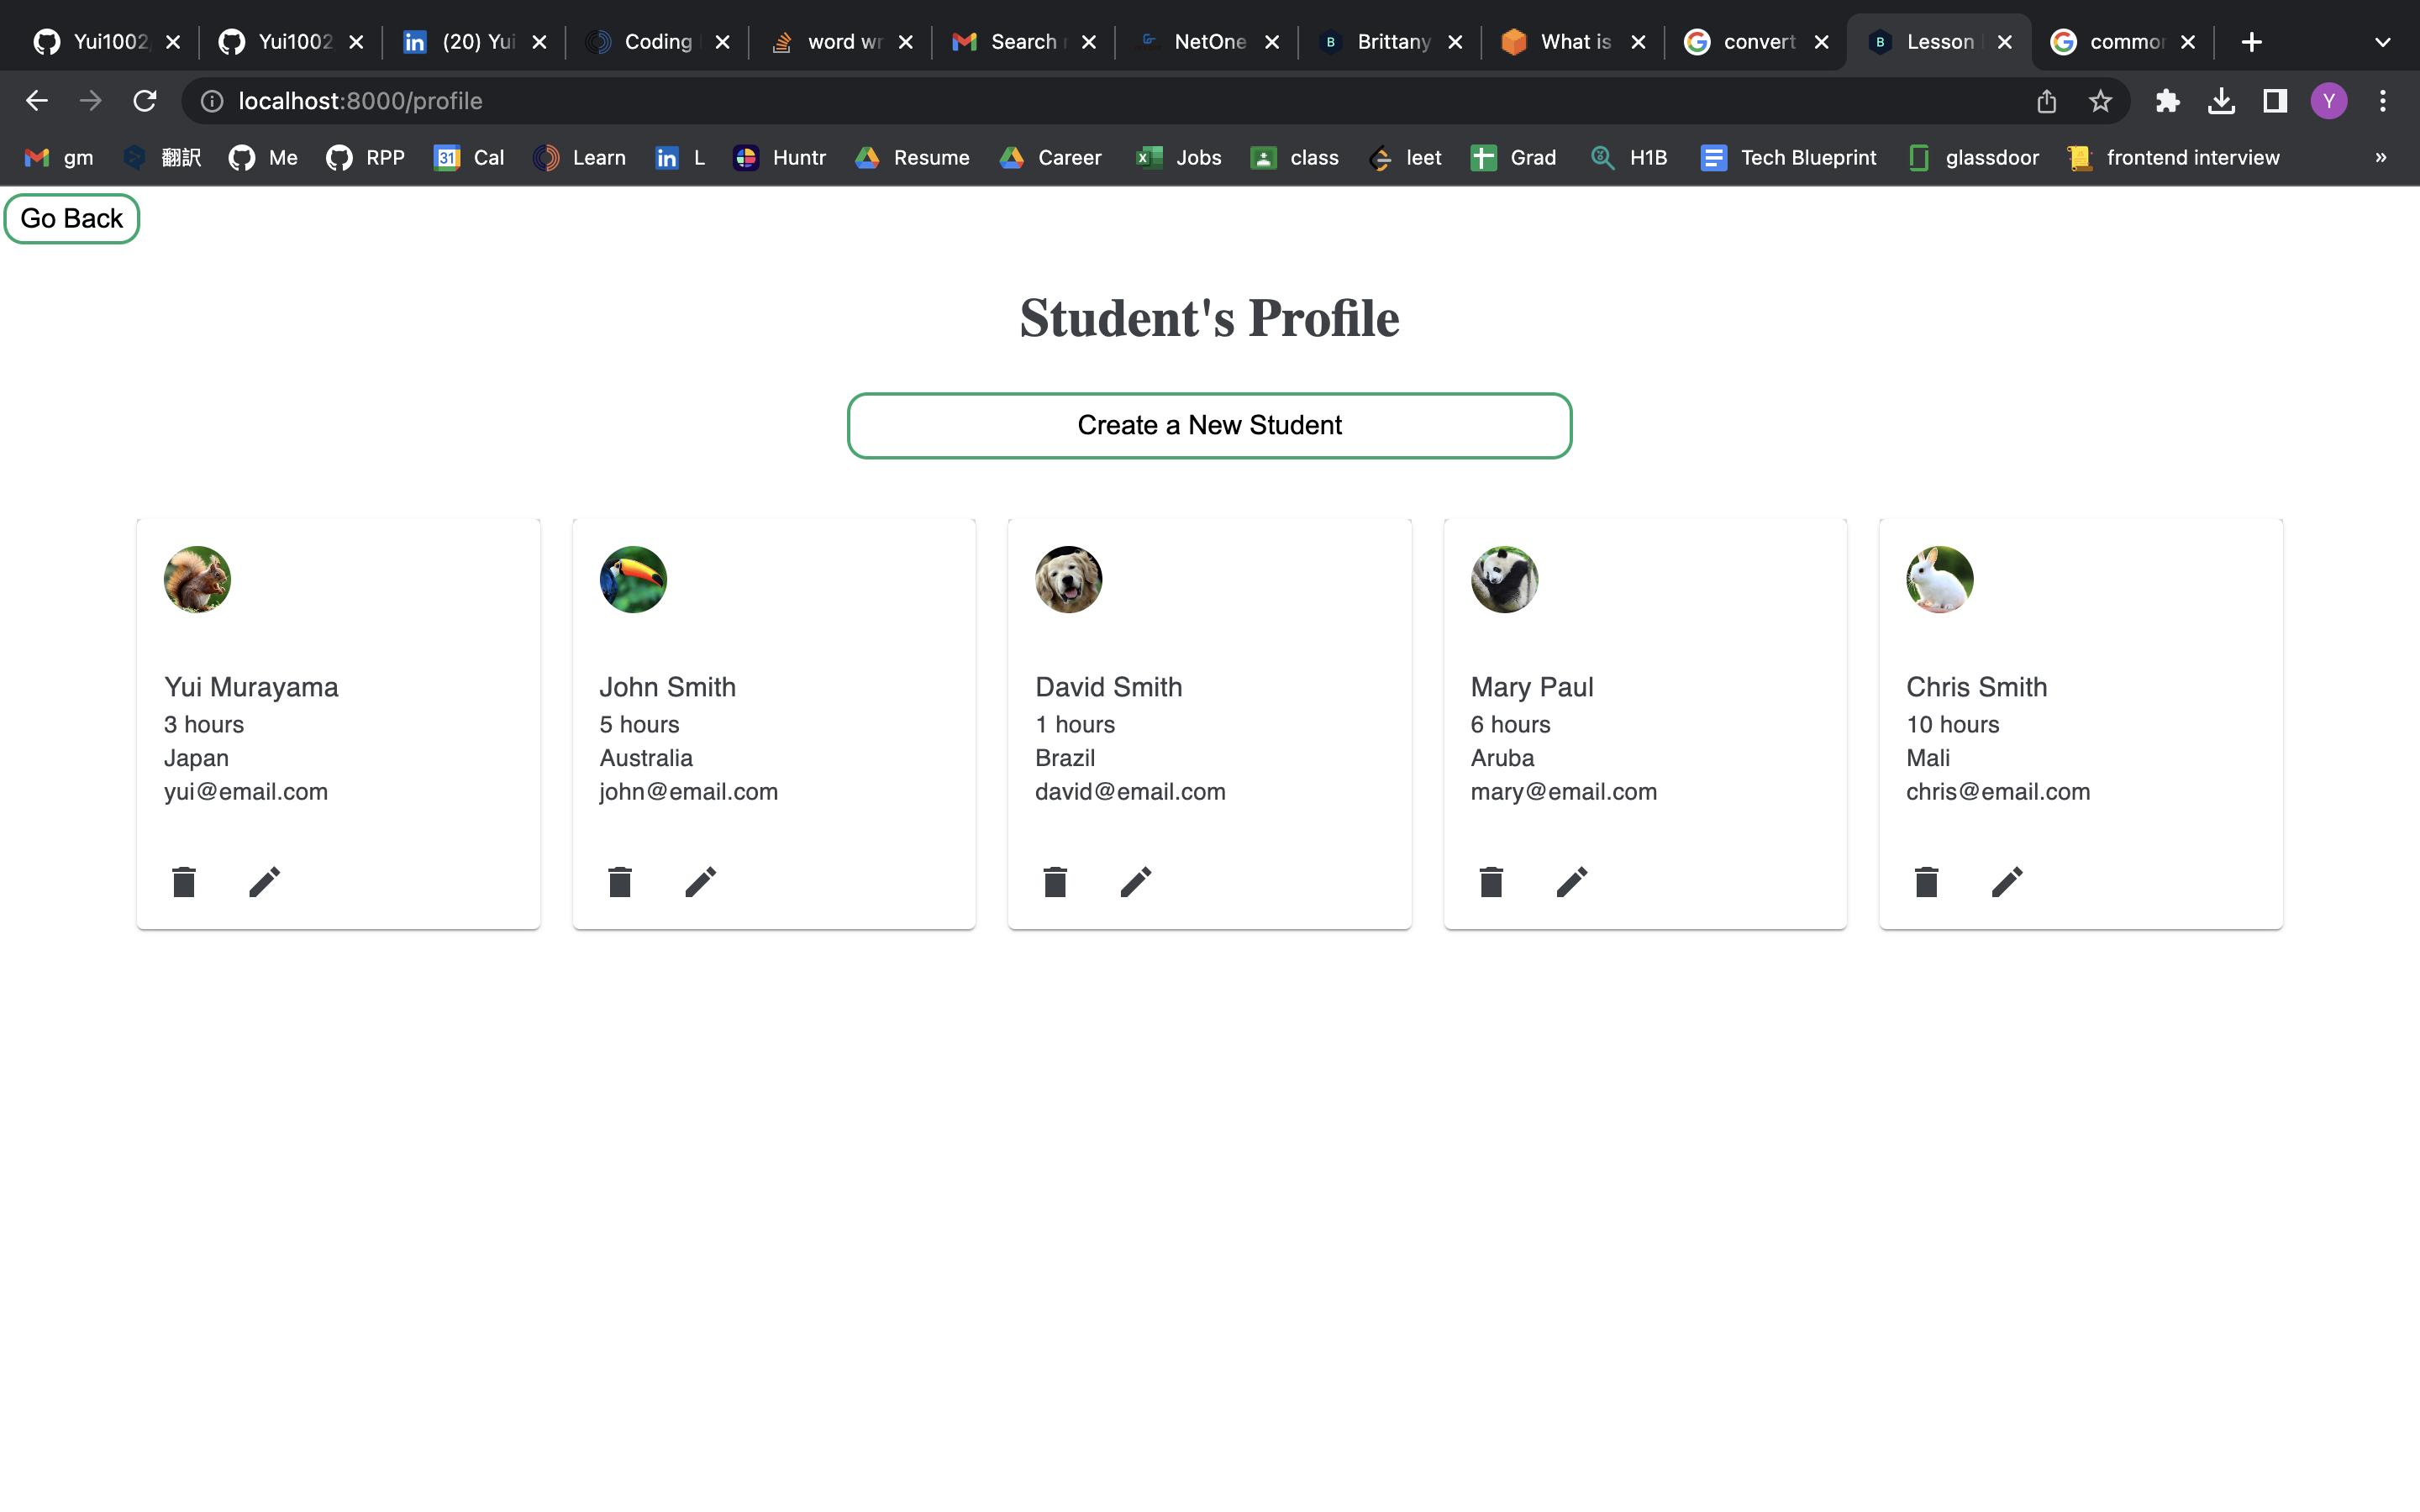 Yui1002 Yui1002 (20) Yui Coding word wr Search NetOne Brittany What is convert Lesson commor
localhost:8000/profile Y
gm 翻訳 Me RPP 31 Cal Learn in L Huntr Resume Career Jobs class leet Grad H1B Tech Blueprint glassdoor frontend interview »
Go Back
Student's Profile
Create a New Student
Yui Murayama
3 hours
Japan
yui@email.com
John Smith
5 hours
Australia
john@email.com
David Smith
1 hours
Brazil
david@email.com
Mary Paul
6 hours
Aruba
mary@email.com
Chris Smith
10 hours
Mali
chris@email.com